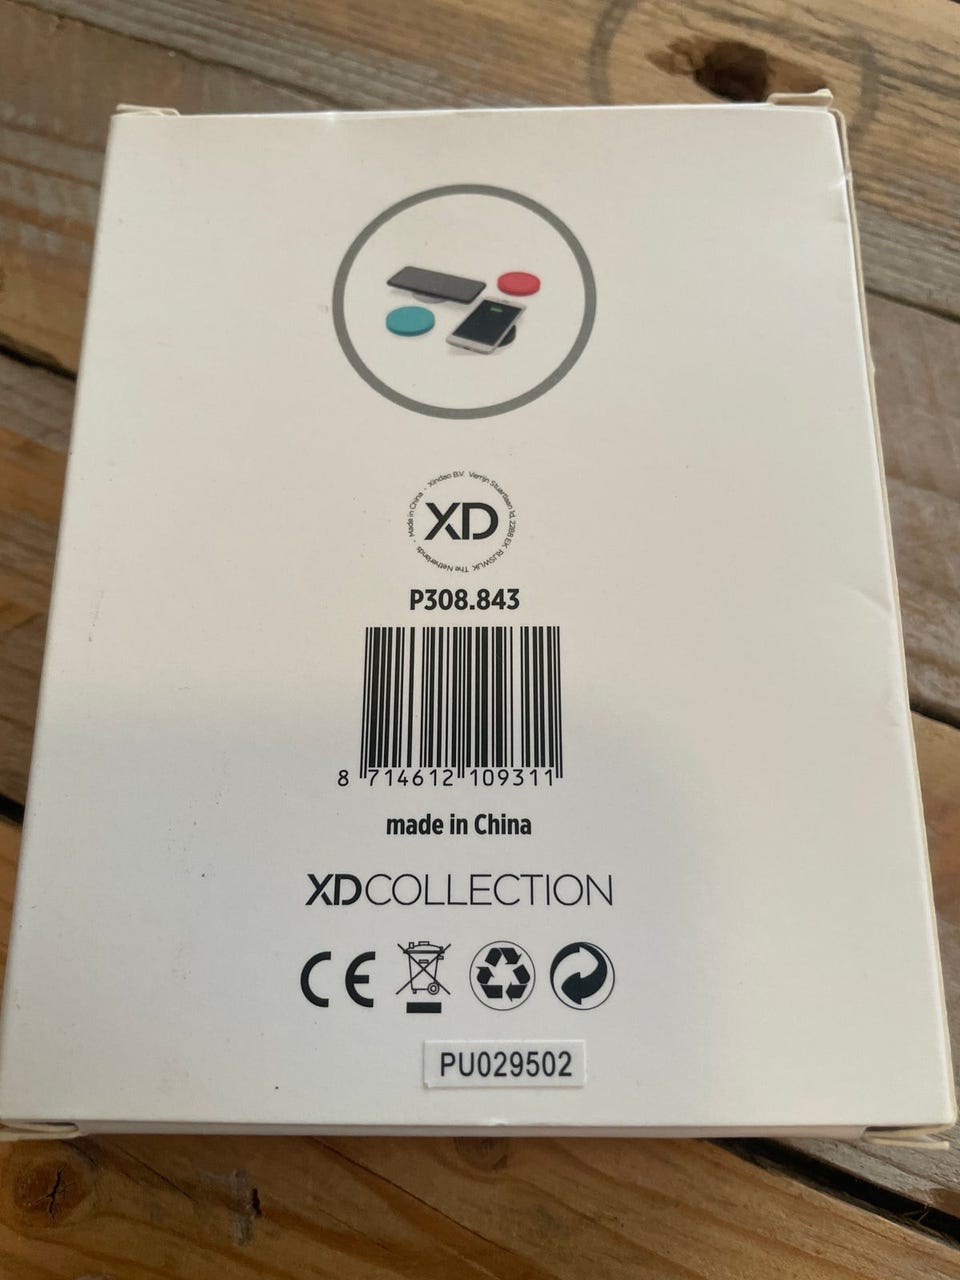 Made in China · Xindao B.V. Verrijn Stuartlaan 1d, 2288 EK RIJSWIJK The Netherlands ·
XD
P308.843
8 714612 109311
made in China
XDCOLLECTION
CE
PU029502